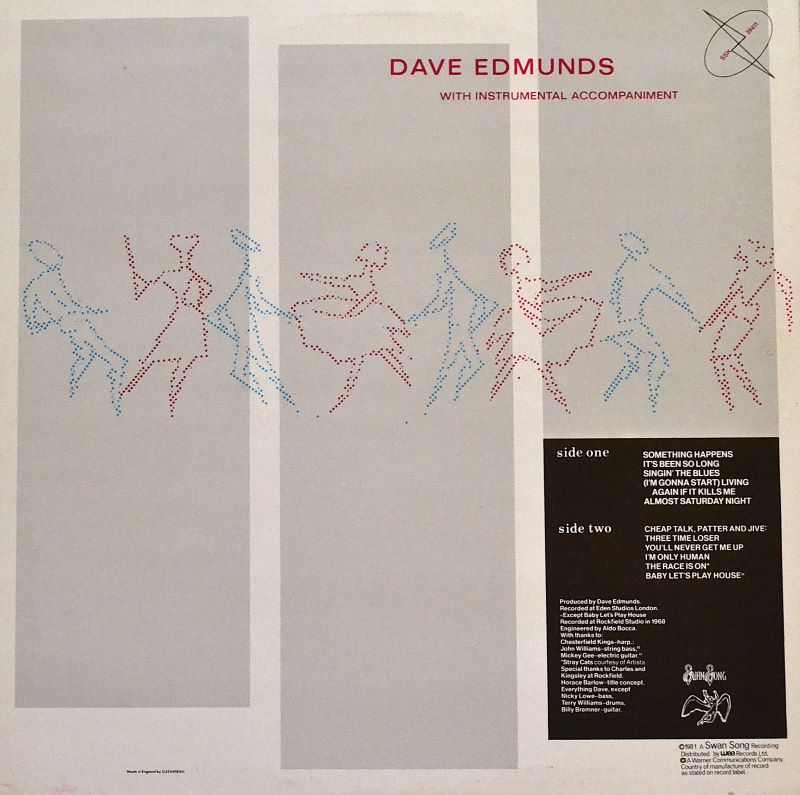 DAVE EDMUNDS
WITH INSTRUMENTAL ACCOMPANIMENT
SSK 59411
side one
SOMETHING HAPPENS
IT'S BEEN SO LONG
SINGIN' THE BLUES
(I'M GONNA START) LIVING
AGAIN IF IT KILLS ME
ALMOST SATURDAY NIGHT
side two
CHEAP TALK, PATTER AND JIVE:
THREE TIME LOSER
YOU'LL NEVER GET ME UP
I'M ONLY HUMAN
THE RACE IS ON*
BABY LET'S PLAY HOUSE"
Produced by Dave Edmunds.
Recorded at Eden Studios London.
-Except Baby Let's Play House
Recorded at Rockfield Studio in 1968
Engineered by Aldo Bocca.
With thanks to:
Chesterfield Kings-harp.:
John Williams-string bass,"
Mickey Gee-electric guitar,"
*Stray Cats courtesy of Arista.
Special thanks to Charles and
Kingsley at Rockfield.
Horace Barlow-title concept.
Everything Dave, except
Nicky Lowe-bass,
Terry Williams-drums,
Billy Bremner-guitar.
SWAN SONG
©1981 A Swan Song Recording
Distributed by wea Records Ltd.
A Warner Communications Company.
Country of manufacture of record
as stated on record label.
Made in England by SLEEVEPRINT